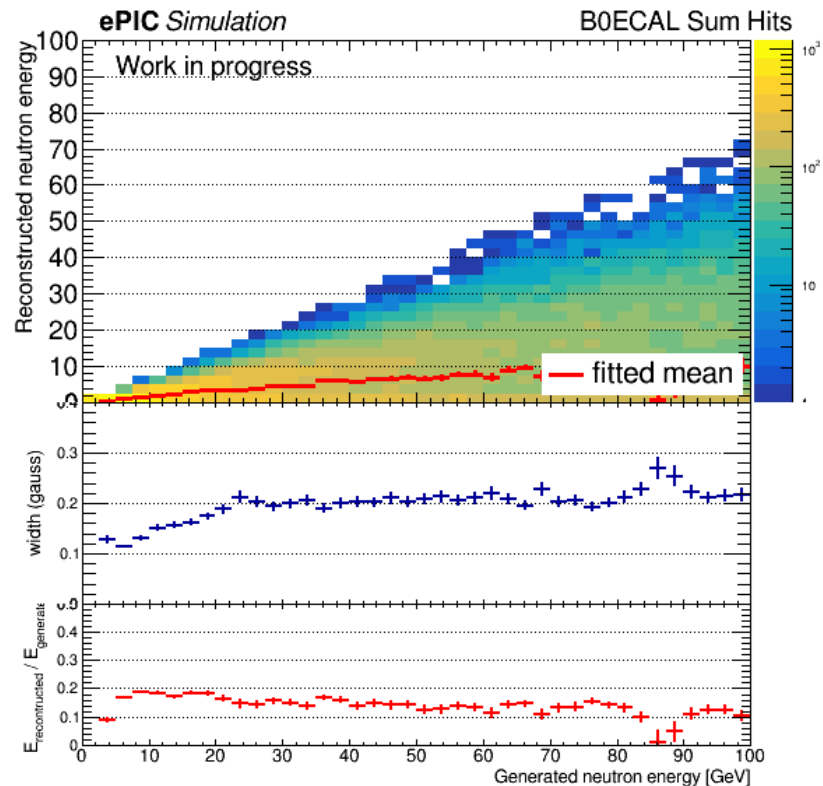 ePIC Simulation B0ECAL Sum Hits
Work in progress
Reconstructed neutron energy
100
90
80
70
60
50
40
30
20
10
0
10³
10²
10
fitted mean
width (gauss)
0.3
0.2
0.1
E_recontructed / E_generate
0.4
0.3
0.2
0.1
0
0 10 20 30 40 50 60 70 80 90 100
Generated neutron energy [GeV]